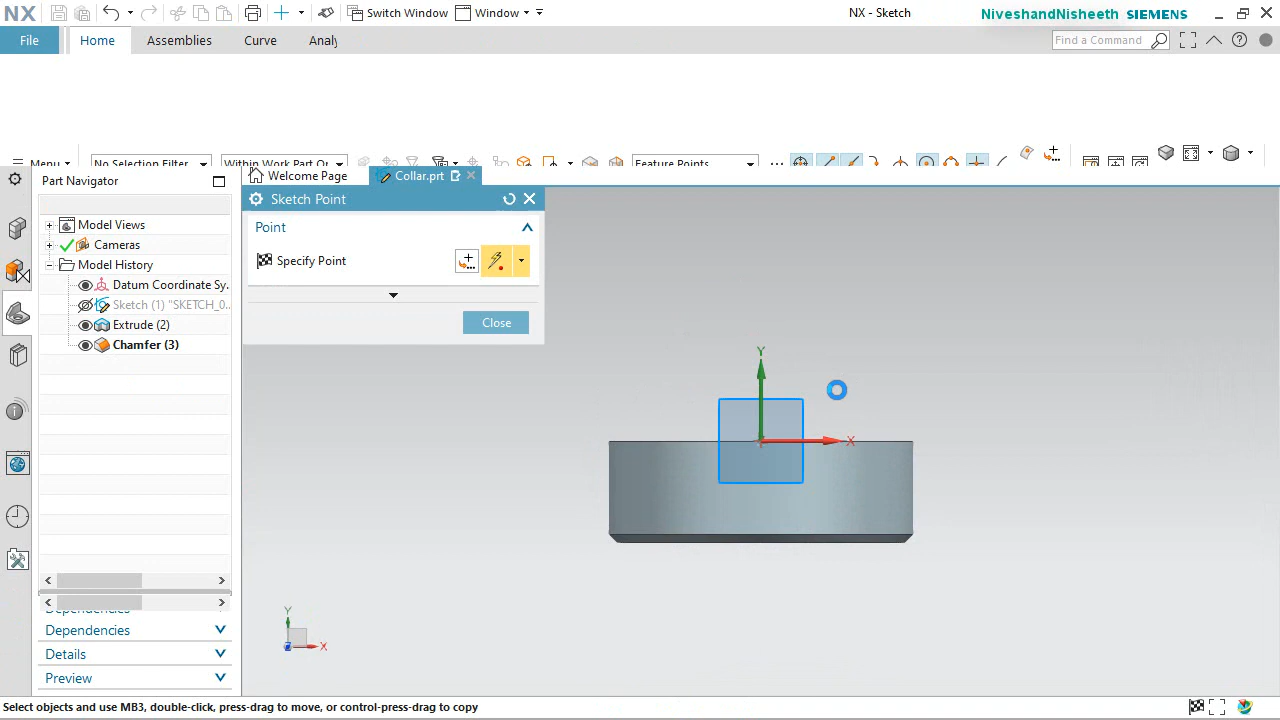 NX Switch Window Window NX - Sketch NiveshandNisheeth SIEMENS
File Home Assemblies Curve Analy Find a Command
Menu No Selection Filter Within Work Part On Feature Points
Part Navigator
Welcome Page Collar.prt
Sketch Point
Model Views
Cameras
Model History
Datum Coordinate Sy.
Sketch (1) "SKETCH_0..
Extrude (2)
Chamfer (3)
Point
Specify Point
Close
Y
X
Y
X
Dependencies
Dependencies
Details
Preview
Select objects and use MB3, double-click, press-drag to move, or control-press-drag to copy